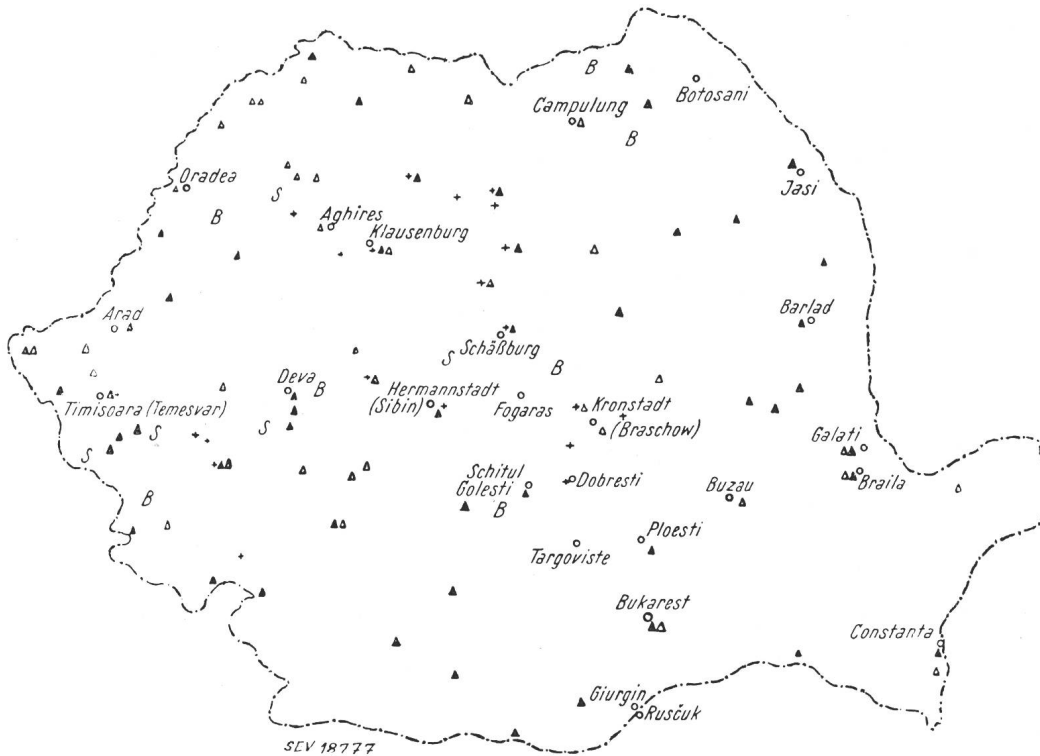 B
Botosani
Campulung
B
Jasi
Oradea
S
B
Aghires
Klausenburg
Arad
Barlad
Schäßburg
S
B
Deva
B
Hermannstadt
(Sibin)
Fogaras
Kronstadt
(Braschow)
Timisoara (Temesvar)
S
S
S
Galati
Schitul
Golesti
B
Dobresti
Buzau
Braila
B
Ploesti
Targoviste
Bukarest
Constanta
Giurgin
Rusčuk
SEV 18777